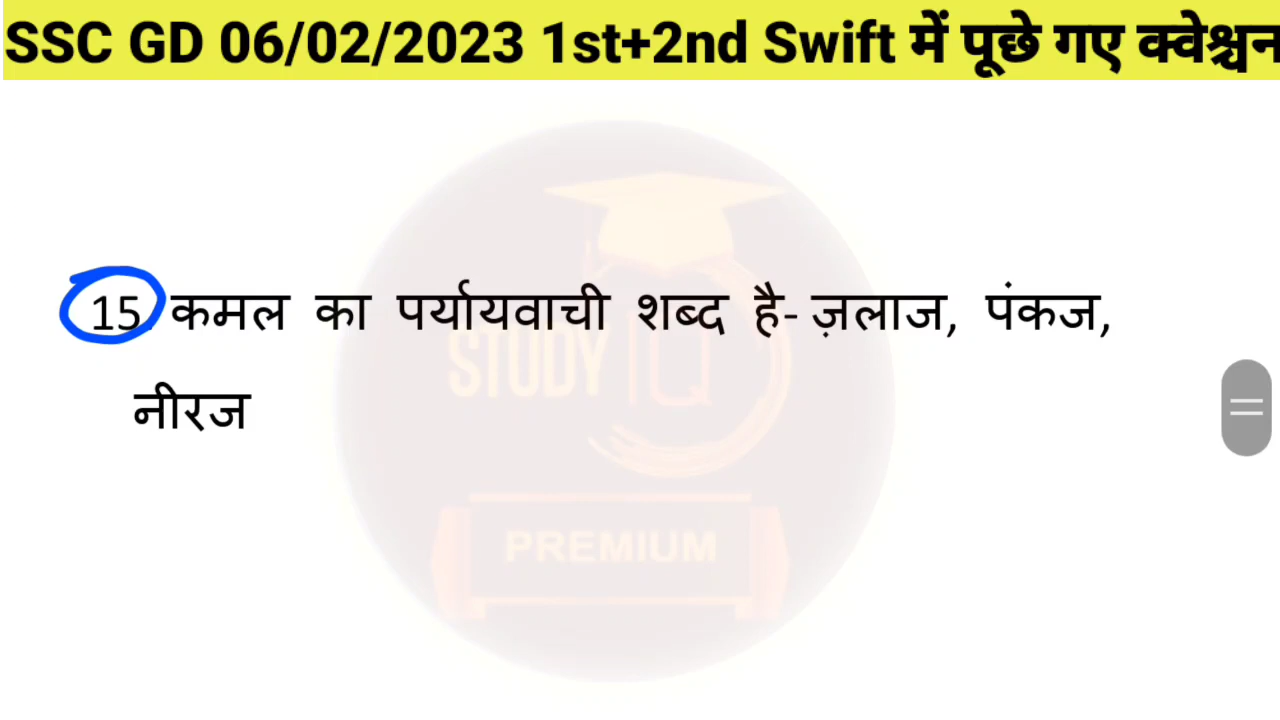 SSC GD 06/02/2023 1st+2nd Swift में पूछे गए क्वेश्चन
15. कमल का पर्यायवाची शब्द है- ज़लाज, पंकज,
नीरज
STUDY IQ
PREMIUM